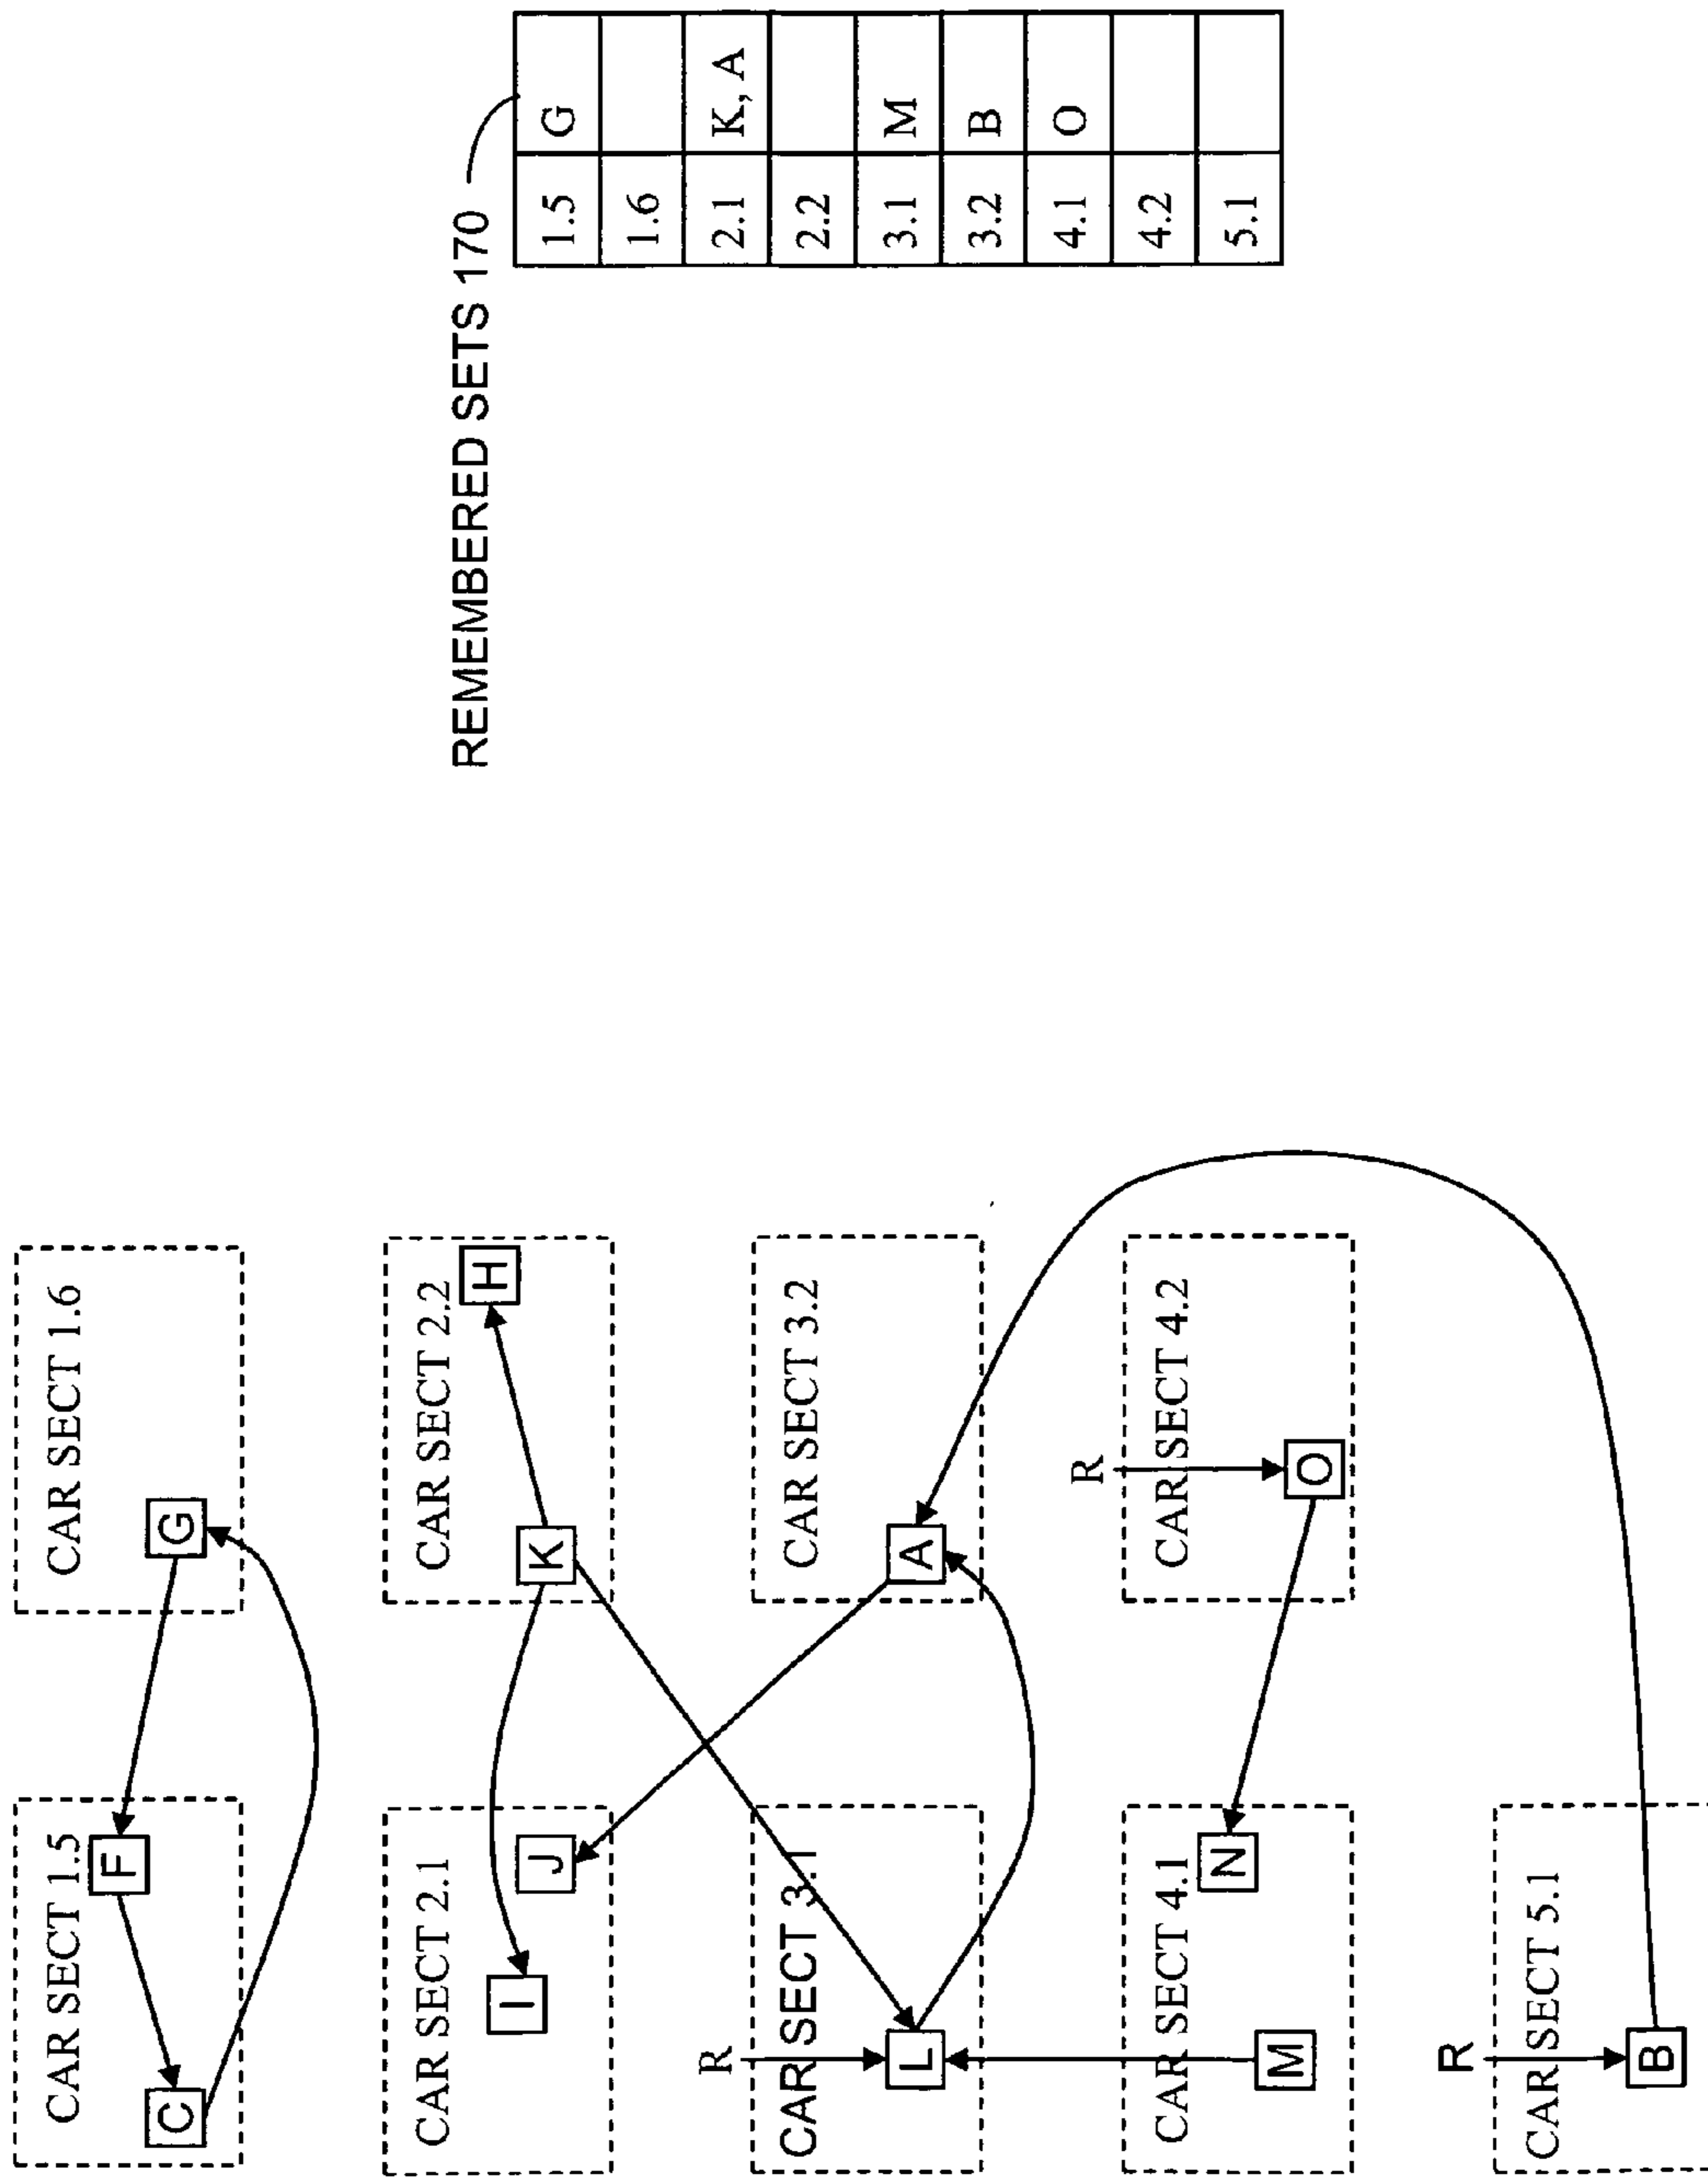 CAR SECT 1.5
F
C
CAR SECT 1.6
G
CAR SECT 2.1
I
J
CAR SECT 2.2
K
H
R
CAR SECT 3.1
L
CAR SECT 3.2
A
CAR SECT 4.1
M
N
R
CAR SECT 4.2
O
R
CAR SECT 5.1
B
REMEMBERED SETS 170
1.5 G
1.6
2.1 K, A
2.2
3.1 M
3.2 B
4.1 O
4.2
5.1